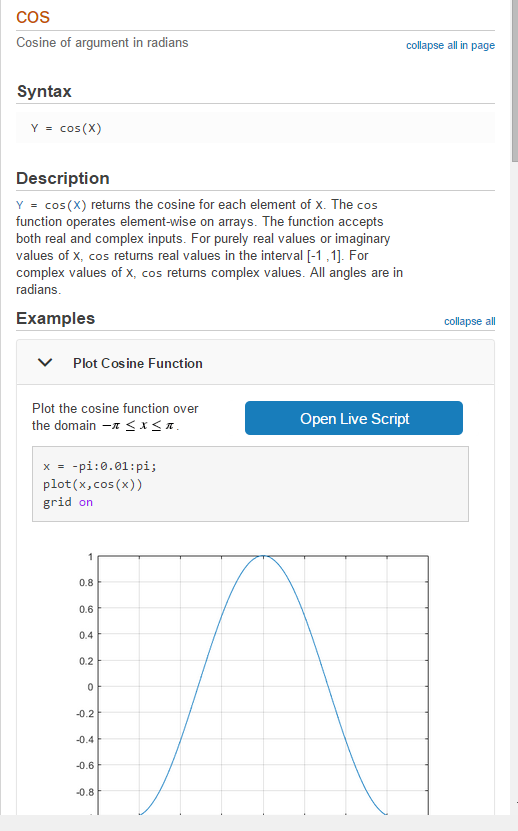 cos
Cosine of argument in radians
collapse all in page
Syntax
Y = cos(X)
Description
Y = cos(X) returns the cosine for each element of X. The cos
function operates element-wise on arrays. The function accepts
both real and complex inputs. For purely real values or imaginary
values of X, cos returns real values in the interval [-1 ,1]. For
complex values of X, cos returns complex values. All angles are in
radians.
Examples
collapse all
Plot Cosine Function
Plot the cosine function over
the domain −π ≤ x ≤ π.
Open Live Script
x = -pi:0.01:pi;
plot(x,cos(x))
grid on
1
0.8
0.6
0.4
0.2
0
-0.2
-0.4
-0.6
-0.8